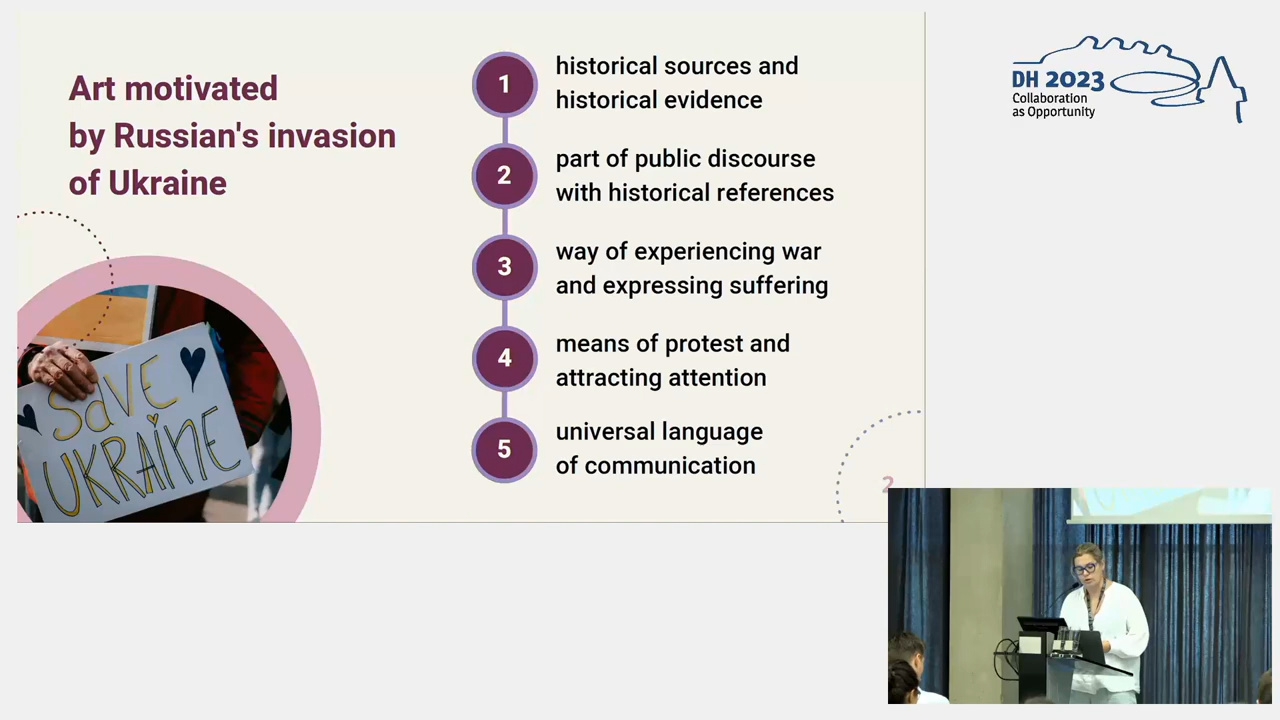 Art motivated
by Russian's invasion
of Ukraine
1
historical sources and
historical evidence
2
part of public discourse
with historical references
3
way of experiencing war
and expressing suffering
4
means of protest and
attracting attention
5
universal language
of communication
SaVE
UKRAINE
2
DH 2023
Collaboration
as Opportunity